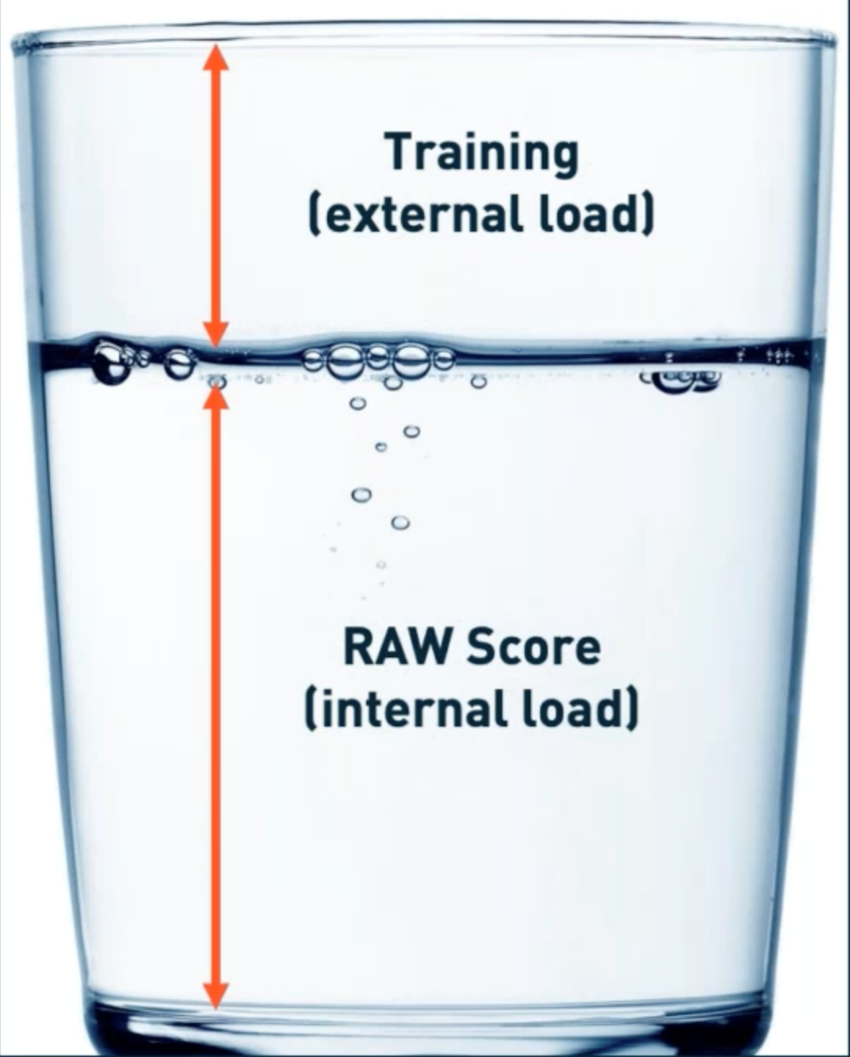 Training
(external load)
RAW Score
(internal load)